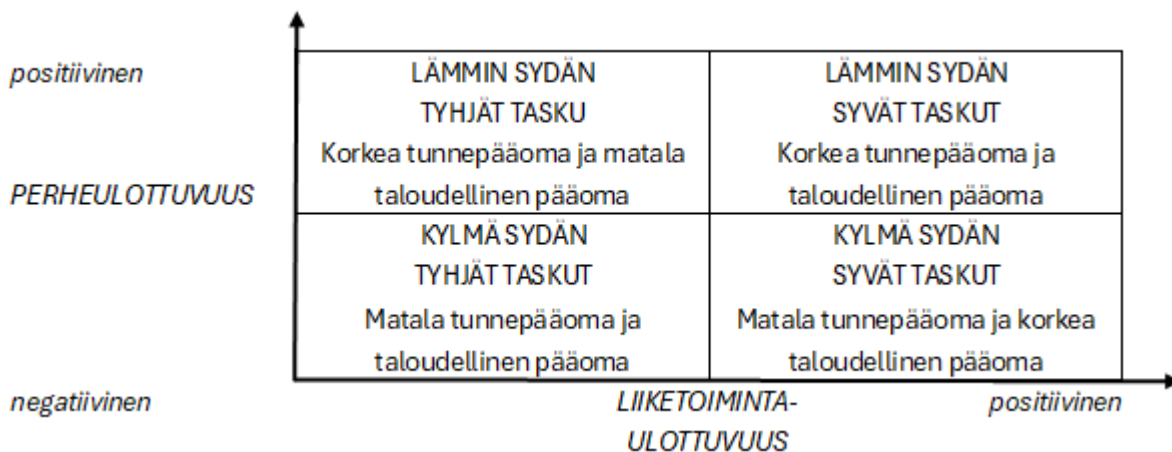 positiivinen
LÄMMIN SYDÄN
TYHJÄT TASKU
Korkea tunnepääoma ja matala
taloudellinen pääoma
LÄMMIN SYDÄN
SYVÄT TASKUT
Korkea tunnepääoma ja
taloudellinen pääoma
PERHEULOTTUVUUS
KYLMÄ SYDÄN
TYHJÄT TASKUT
Matala tunnepääoma ja
taloudellinen pääoma
KYLMÄ SYDÄN
SYVÄT TASKUT
Matala tunnepääoma ja korkea
taloudellinen pääoma
negatiivinen
LIIKETOIMINTA-
ULOTTUVUUS
positiivinen